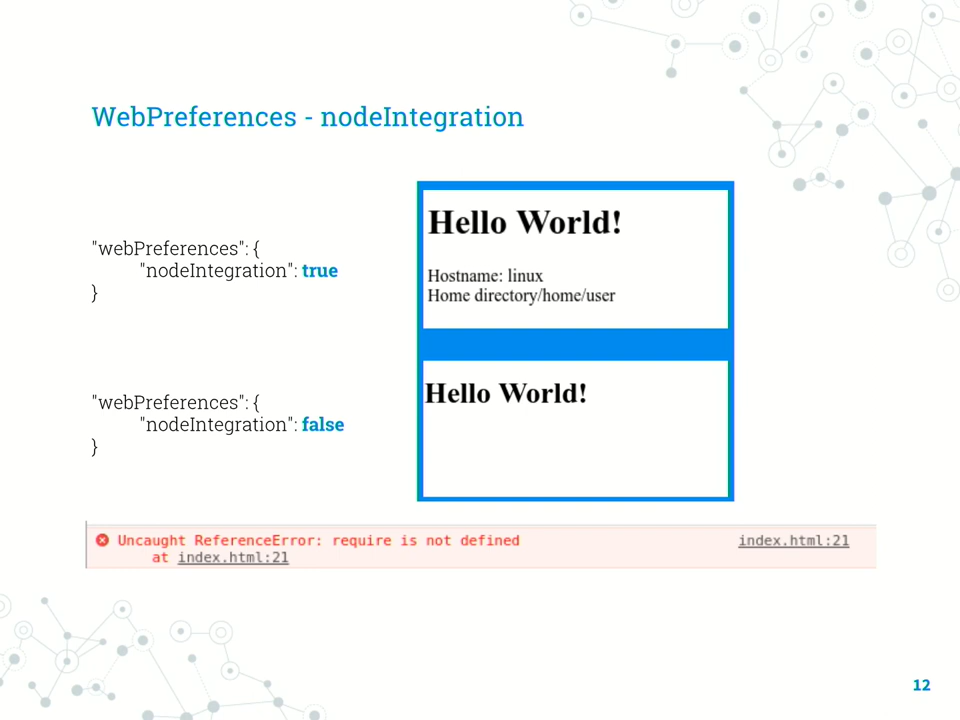 WebPreferences - nodeIntegration
"webPreferences": {
"nodeIntegration": true
}
Hello World!
Hostname: linux
Home directory/home/user
"webPreferences": {
"nodeIntegration": false
}
Hello World!
Uncaught ReferenceError: require is not defined index.html:21
at index.html:21
12